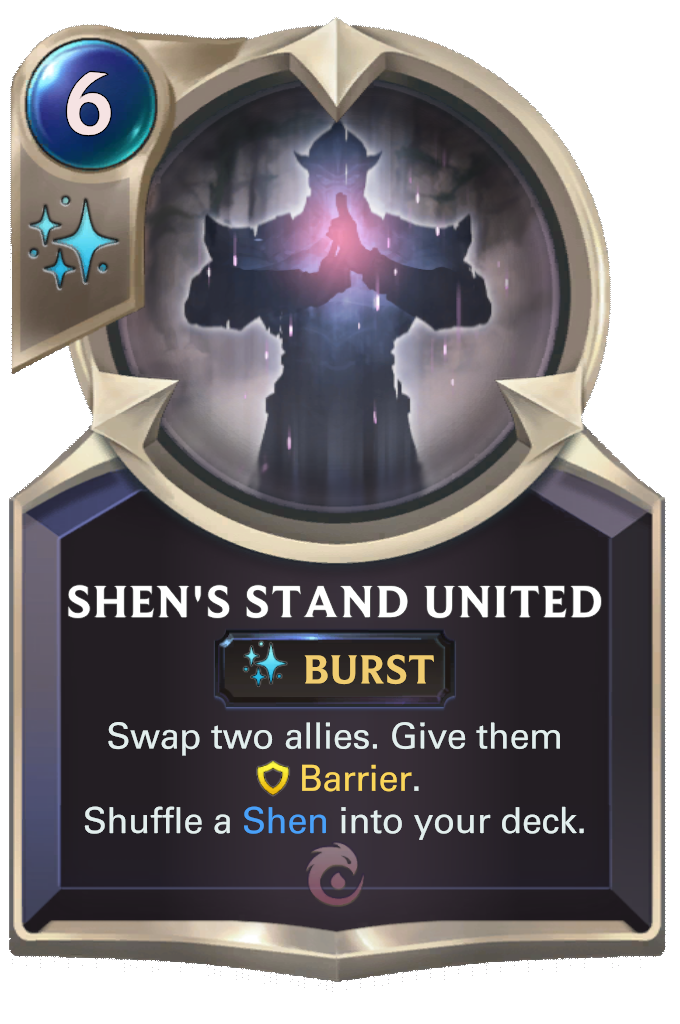 6
SHEN'S STAND UNITED
BURST
Swap two allies. Give them
Barrier.
Shuffle a Shen into your deck.